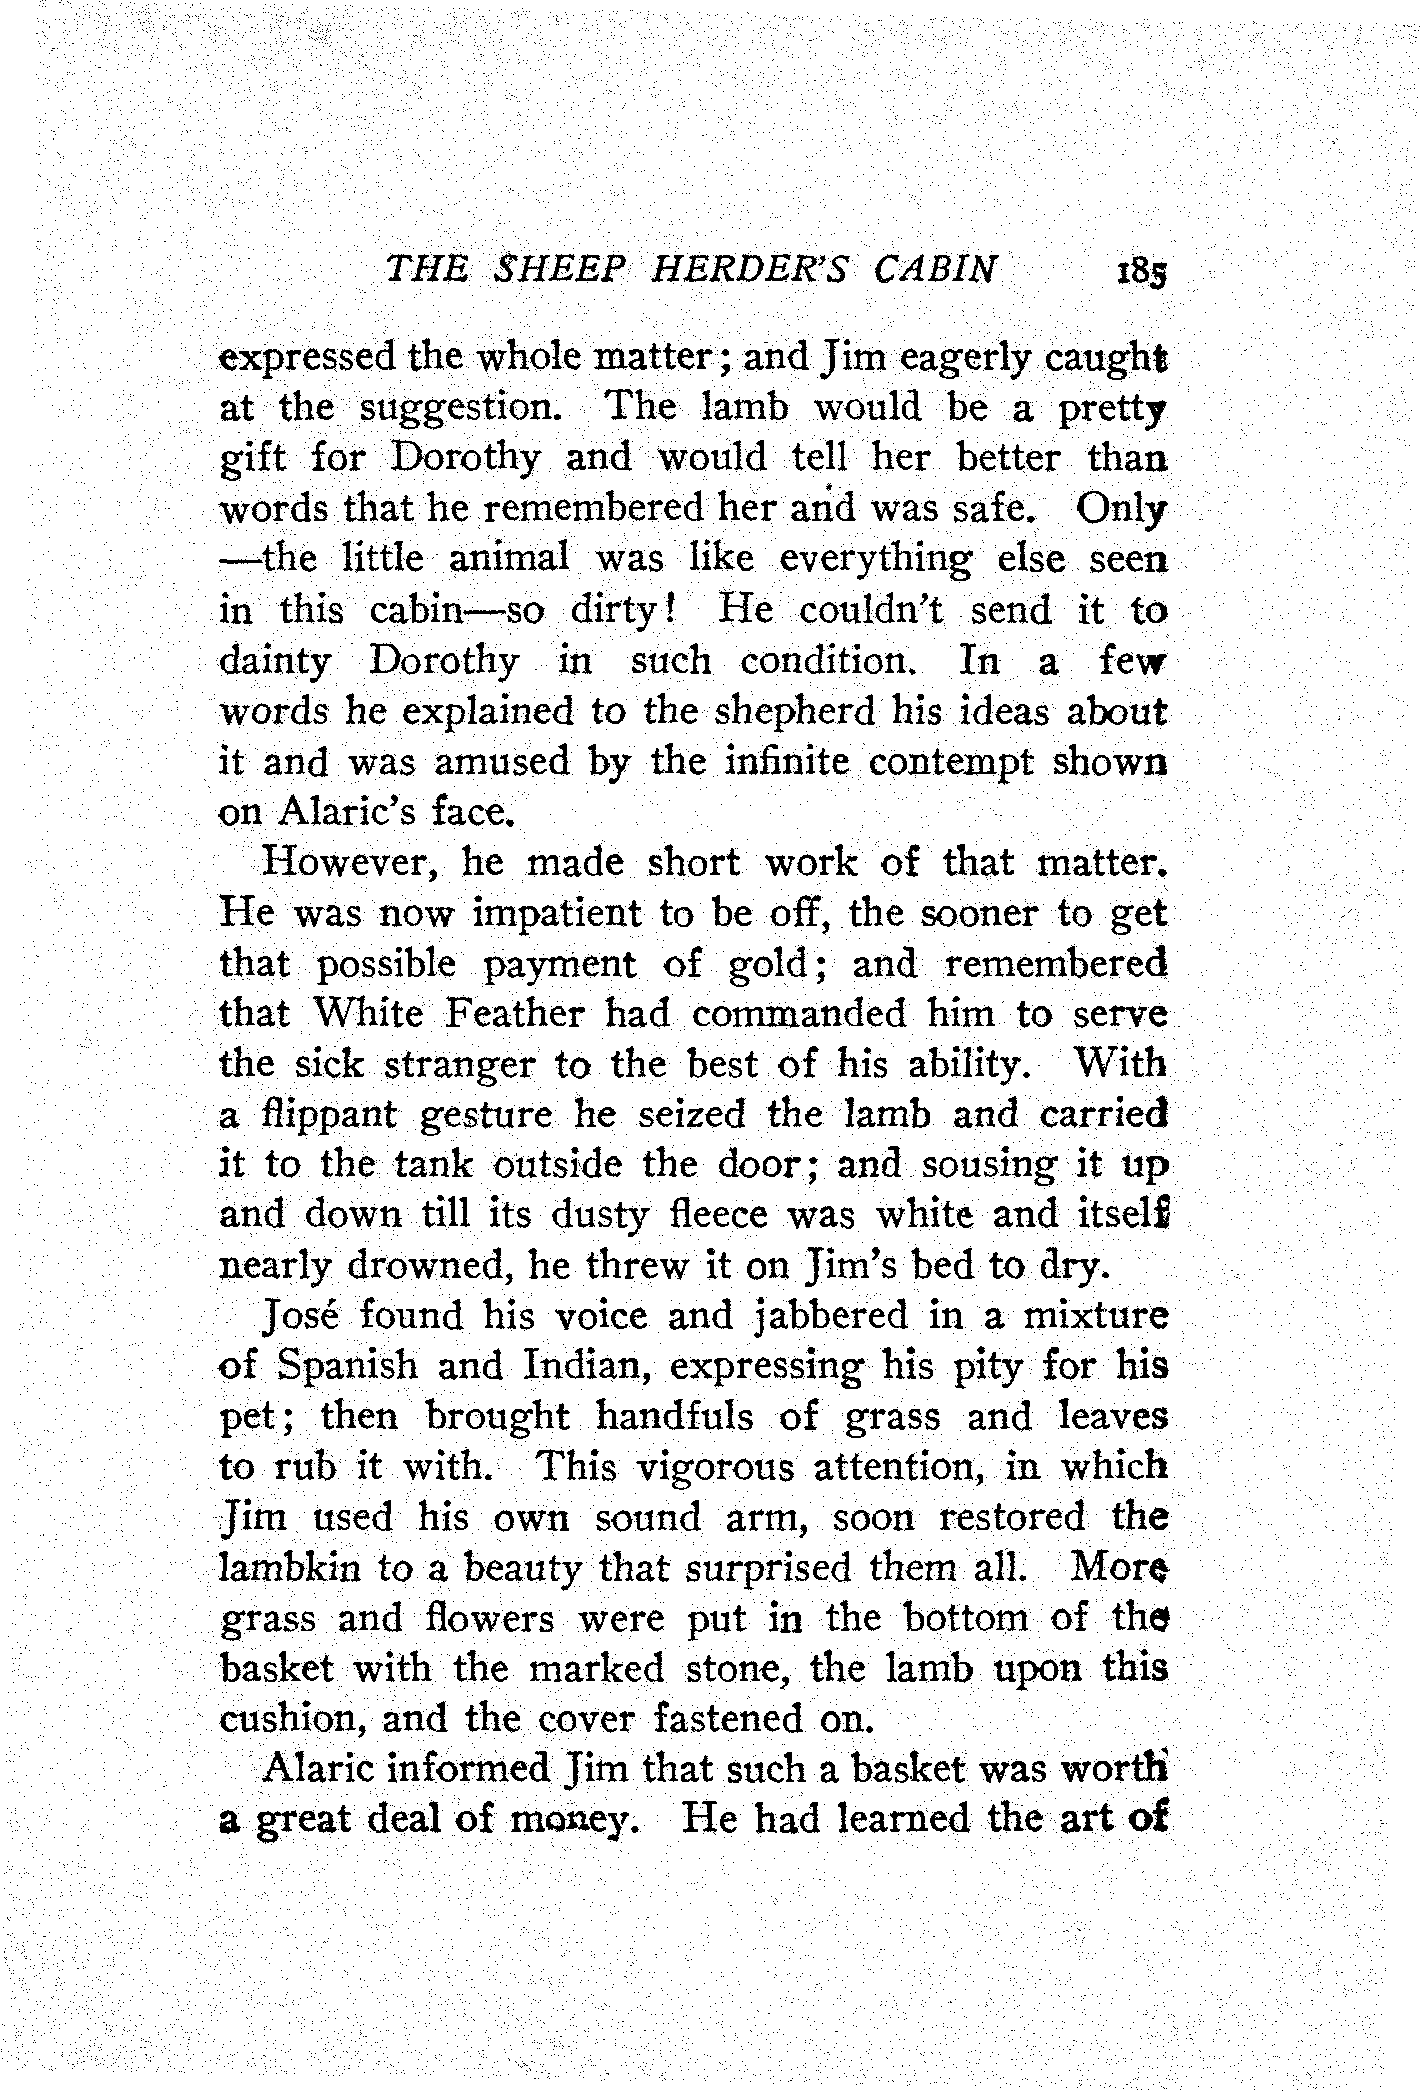 THE SHEEP HERDER'S CABIN 185
expressed the whole matter; and Jim eagerly caught
at the suggestion. The lamb would be a pretty
gift for Dorothy and would tell her better than
words that he remembered her and was safe. Only
—the little animal was like everything else seen
in this cabin—so dirty! He couldn't send it to
dainty Dorothy in such condition. In a few
words he explained to the shepherd his ideas about
it and was amused by the infinite contempt shown
on Alaric's face.
However, he made short work of that matter.
He was now impatient to be off, the sooner to get
that possible payment of gold; and remembered
that White Feather had commanded him to serve
the sick stranger to the best of his ability. With
a flippant gesture he seized the lamb and carried
it to the tank outside the door; and sousing it up
and down till its dusty fleece was white and itself
nearly drowned, he threw it on Jim's bed to dry.
José found his voice and jabbered in a mixture
of Spanish and Indian, expressing his pity for his
pet; then brought handfuls of grass and leaves
to rub it with. This vigorous attention, in which
Jim used his own sound arm, soon restored the
lambkin to a beauty that surprised them all. More
grass and flowers were put in the bottom of the
basket with the marked stone, the lamb upon this
cushion, and the cover fastened on.
Alaric informed Jim that such a basket was worth
a great deal of money. He had learned the art of